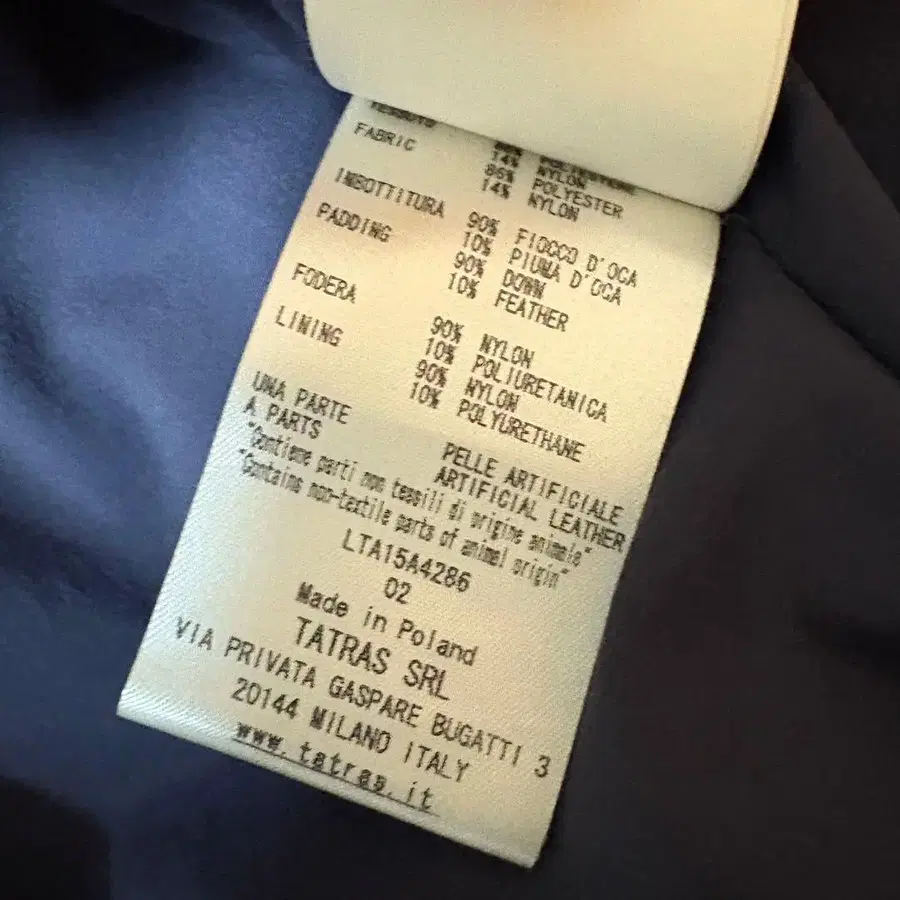 TESSUTO 86% POLIESTERE
14% NYLON
FABRIC 86% POLYESTER
14% NYLON
IMBOTTITURA 90% FIOCCO D'OCA
10% PIUMA D'OCA
PADDING 90% DOWN
10% FEATHER
FODERA 90% NYLON
10% POLIURETANICA
LINING 90% NYLON
10% POLYURETHANE
UNA PARTE PELLE ARTIFICIALE
A PARTS ARTIFICIAL LEATHER
"Contiene parti non tessili di origine animale"
"Contains non-textile parts of animal origin"
LTA15A4286
02
Made in Poland
TATRAS SRL
VIA PRIVATA GASPARE BUGATTI 3
20144 MILANO ITALY
www.tatras.it